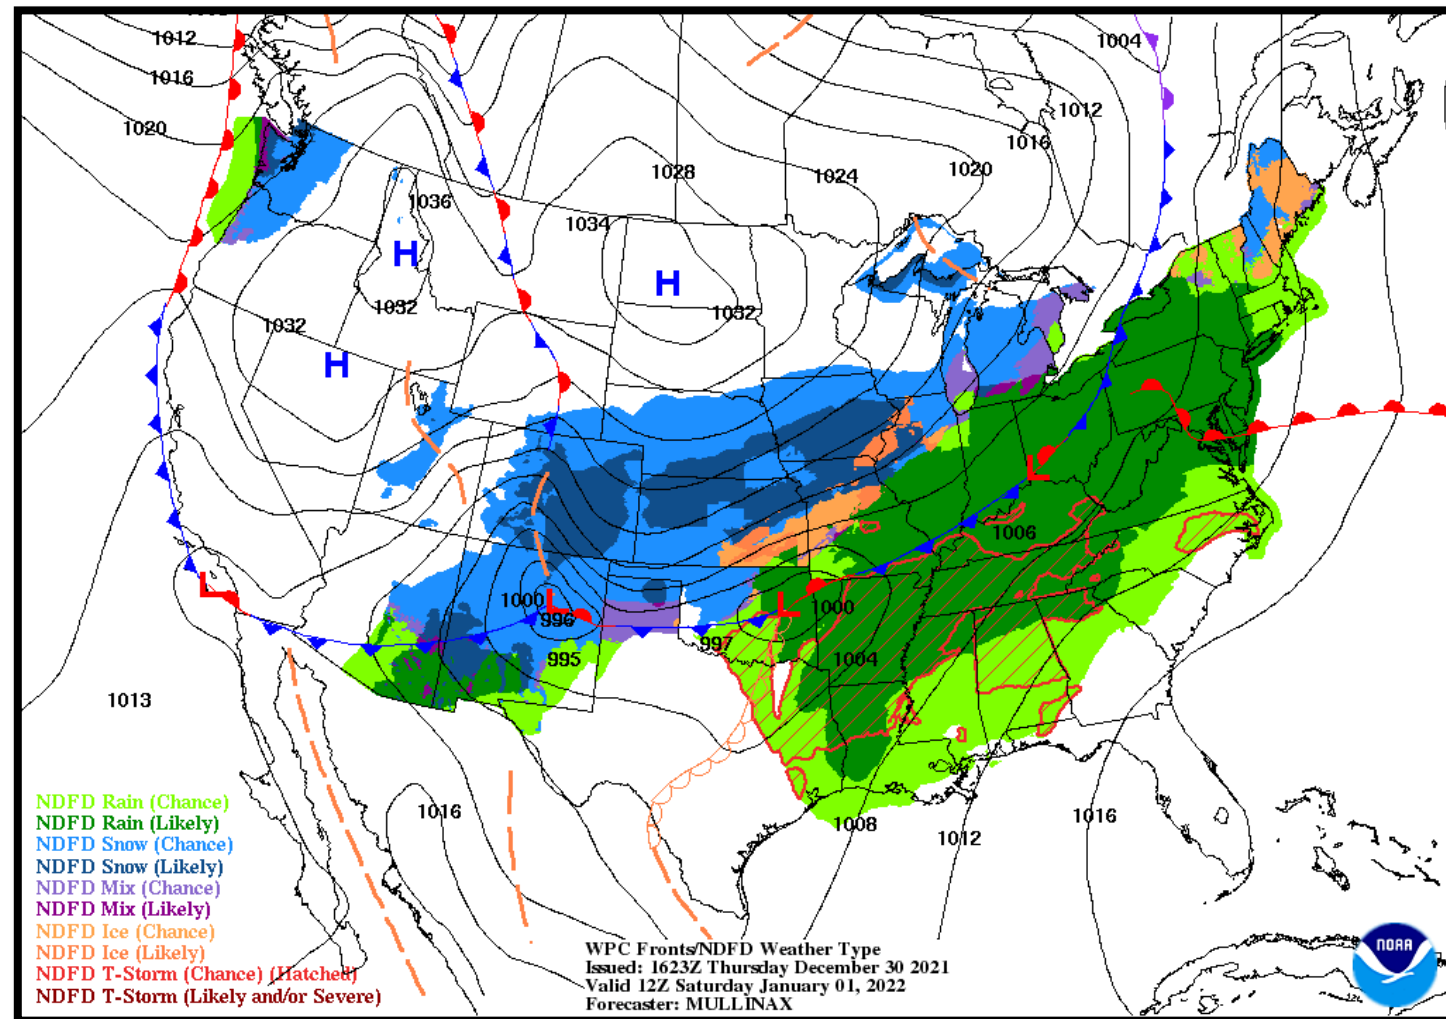 1012
1004
1016
1012
1020
1016
1028
1024
1020
1036
1034
H
H
1032
1032
1032
H
L
1006
L
1000
L
L
1000
996
997
995
1004
1013
1016
1008
1016
1012
NDFD Rain (Chance)
NDFD Rain (Likely)
NDFD Snow (Chance)
NDFD Snow (Likely)
NDFD Mix (Chance)
NDFD Mix (Likely)
NDFD Ice (Chance)
NDFD Ice (Likely)
NDFD T-Storm (Chance) (Hatched)
NDFD T-Storm (Likely and/or Severe)
WPC Fronts/NDFD Weather Type
Issued: 1623Z Thursday December 30 2021
Valid 12Z Saturday January 01, 2022
Forecaster: MULLINAX
NOAA